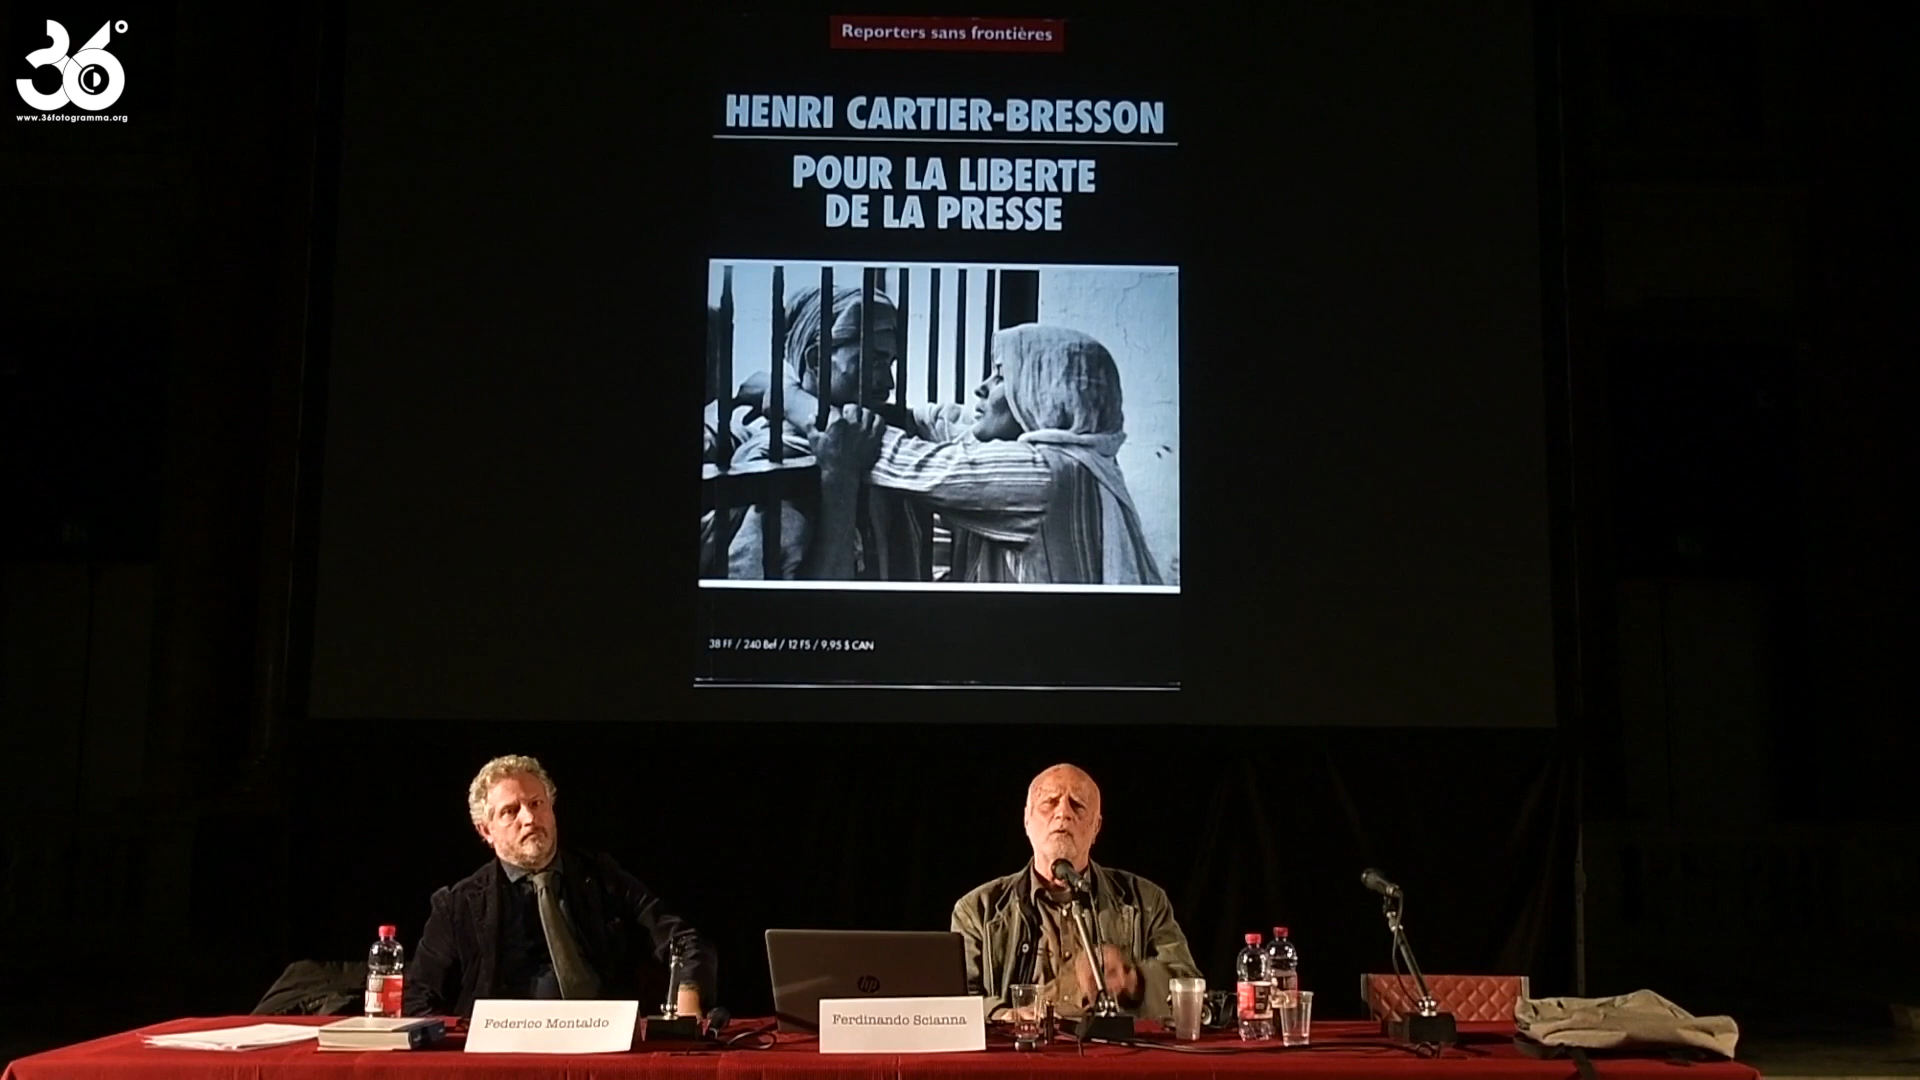 36°
www.36fotogramma.org
Reporters sans frontières
HENRI CARTIER-BRESSON
POUR LA LIBERTE
DE LA PRESSE
38 FF / 240 Bef / 12 FS / 9,95 $ CAN
hp
Federico Montaldo
Ferdinando Scianna